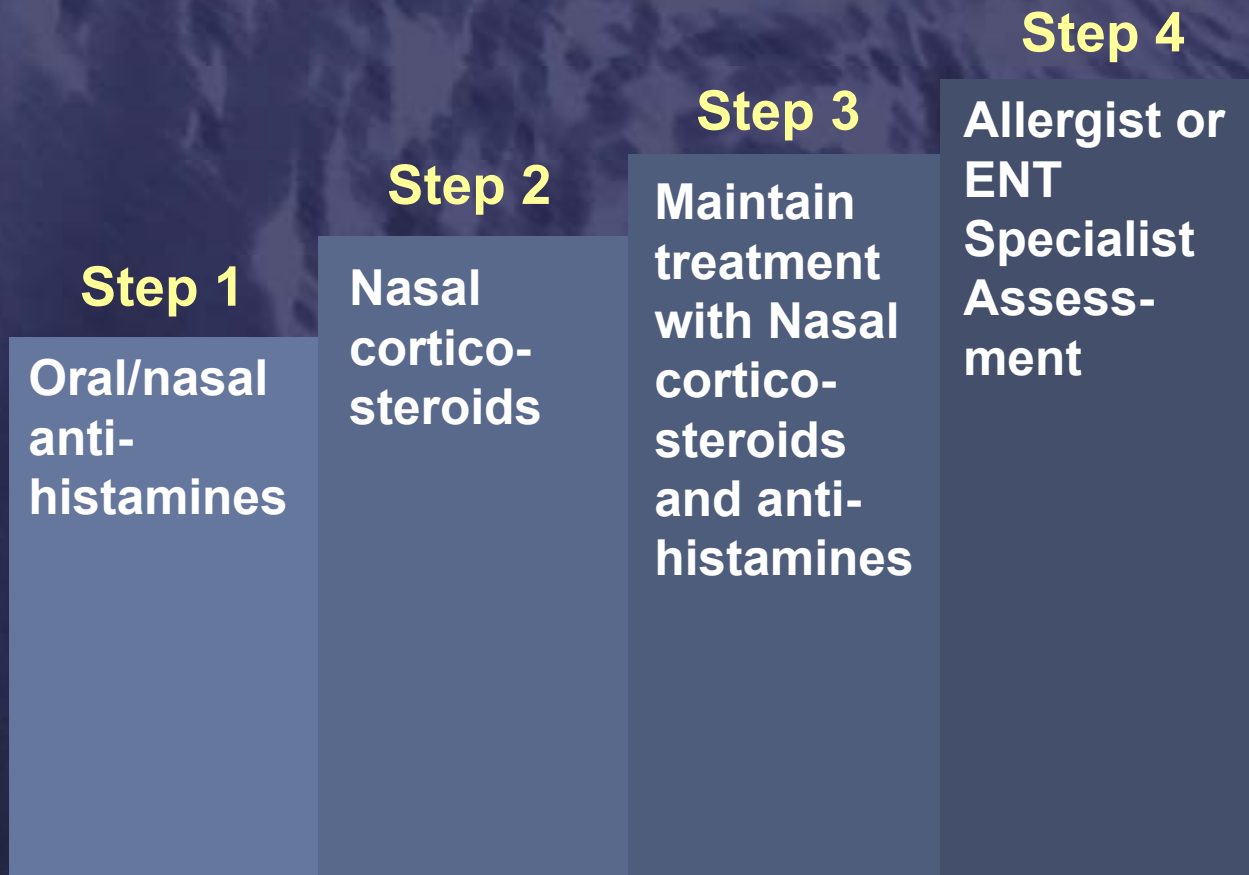 Step 1
Oral/nasal
anti-
histamines
Step 2
Nasal
cortico-
steroids
Step 3
Maintain
treatment
with Nasal
cortico-
steroids
and anti-
histamines
Step 4
Allergist or
ENT
Specialist
Assess-
ment